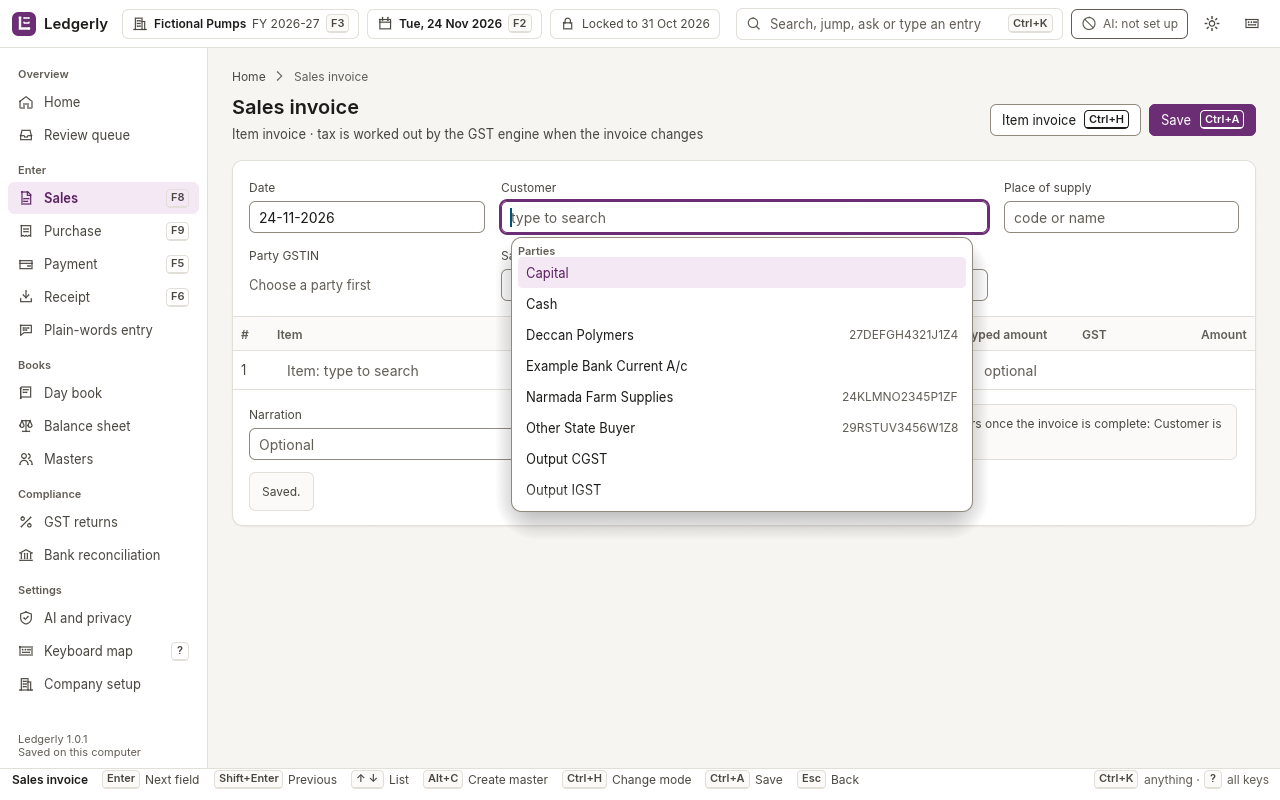 Ledgerly
Fictional Pumps FY 2026-27 F3
Tue, 24 Nov 2026 F2
Locked to 31 Oct 2026
Search, jump, ask or type an entry Ctrl+K
AI: not set up
Overview
Home
Review queue
Enter
Sales F8
Purchase F9
Payment F5
Receipt F6
Plain-words entry
Books
Day book
Balance sheet
Masters
Compliance
GST returns
Bank reconciliation
Settings
AI and privacy
Keyboard map ?
Company setup
Ledgerly 1.0.1
Saved on this computer
Home > Sales invoice
Sales invoice
Item invoice · tax is worked out by the GST engine when the invoice changes
Item invoice Ctrl+H
Save Ctrl+A
Date
Customer
Place of supply
24-11-2026
type to search
code or name
Party GSTIN
Choose a party first
Parties
Capital
Cash
Deccan Polymers 27DEFGH4321J1Z4
Example Bank Current A/c
Narmada Farm Supplies 24KLMNO2345P1ZF
Other State Buyer 29RSTUV3456W1Z8
Output CGST
Output IGST
# Item amount GST Amount
1 Item: type to search optional
Narration
Optional
once the invoice is complete: Customer is
Saved.
Sales invoice Enter Next field Shift+Enter Previous ↑ ↓ List Alt+C Create master Ctrl+H Change mode Ctrl+A Save Esc Back
Ctrl+K anything · ? all keys